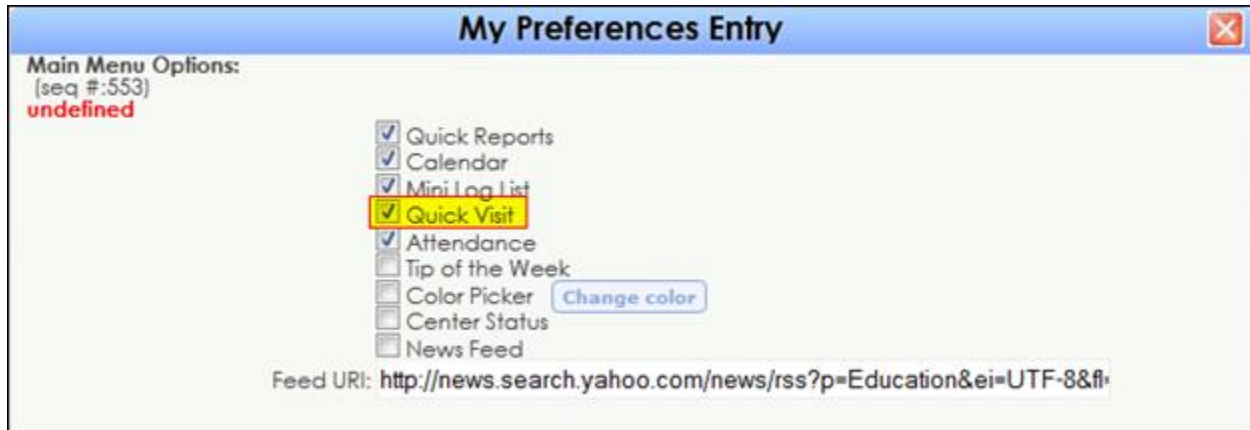 My Preferences Entry
Main Menu Options:
(seq #:553)
undefined
Quick Reports
Calendar
Mini Log List
Quick Visit
Attendance
Tip of the Week
Color Picker Change color
Center Status
News Feed
Feed URI: http://news.search.yahoo.com/news/rss?p=Education&ei=UTF-8&fl